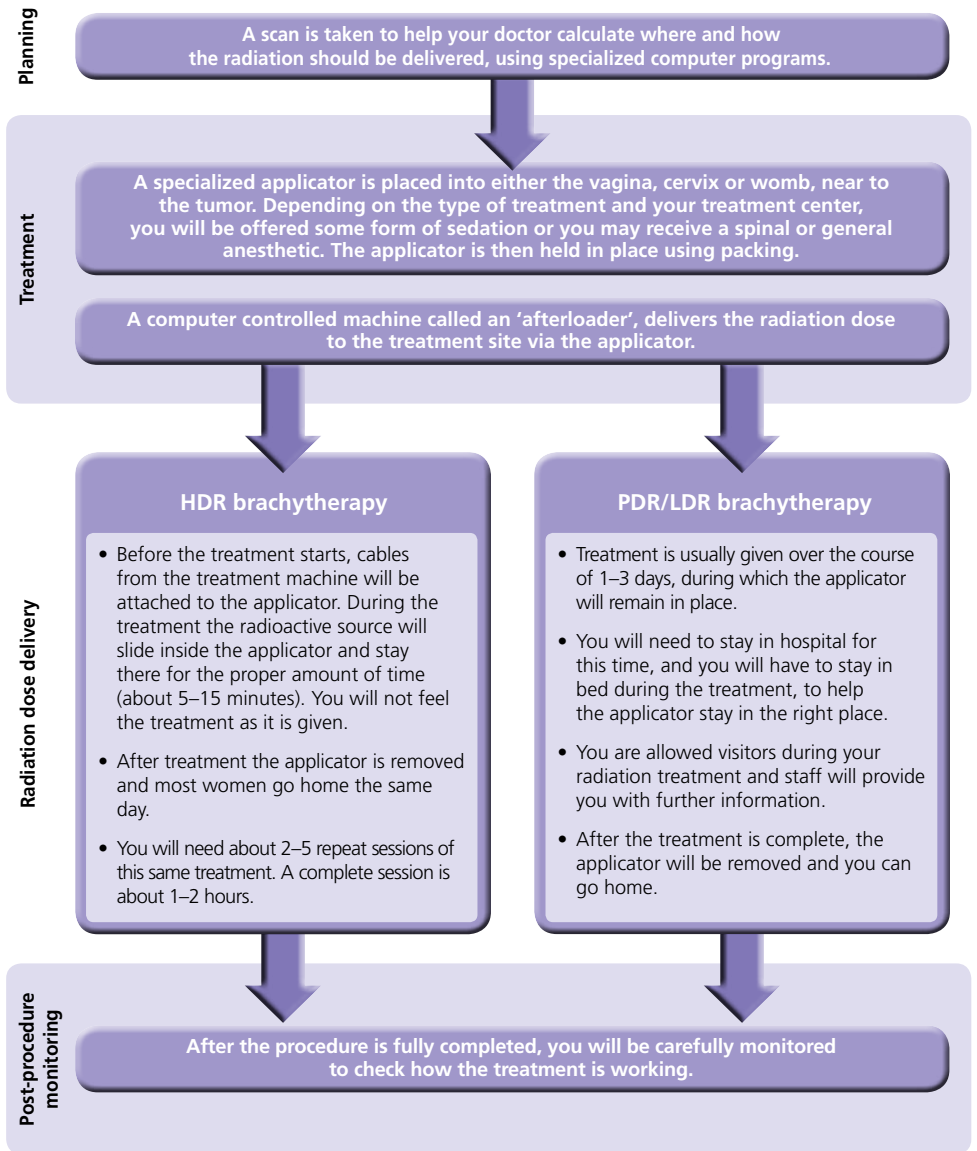 Planning
A scan is taken to help your doctor calculate where and how
the radiation should be delivered, using specialized computer programs.
Treatment
A specialized applicator is placed into either the vagina, cervix or womb, near to
the tumor. Depending on the type of treatment and your treatment center,
you will be offered some form of sedation or you may receive a spinal or general
anesthetic. The applicator is then held in place using packing.
A computer controlled machine called an ‘afterloader’, delivers the radiation dose
to the treatment site via the applicator.
Radiation dose delivery
HDR brachytherapy
• Before the treatment starts, cables
from the treatment machine will be
attached to the applicator. During the
treatment the radioactive source will
slide inside the applicator and stay
there for the proper amount of time
(about 5–15 minutes). You will not feel
the treatment as it is given.
• After treatment the applicator is removed
and most women go home the same
day.
• You will need about 2–5 repeat sessions of
this same treatment. A complete session is
about 1–2 hours.
PDR/LDR brachytherapy
• Treatment is usually given over the course
of 1–3 days, during which the applicator
will remain in place.
• You will need to stay in hospital for
this time, and you will have to stay in
bed during the treatment, to help
the applicator stay in the right place.
• You are allowed visitors during your
radiation treatment and staff will provide
you with further information.
• After the treatment is complete, the
applicator will be removed and you can
go home.
Post-procedure
monitoring
After the procedure is fully completed, you will be carefully monitored
to check how the treatment is working.